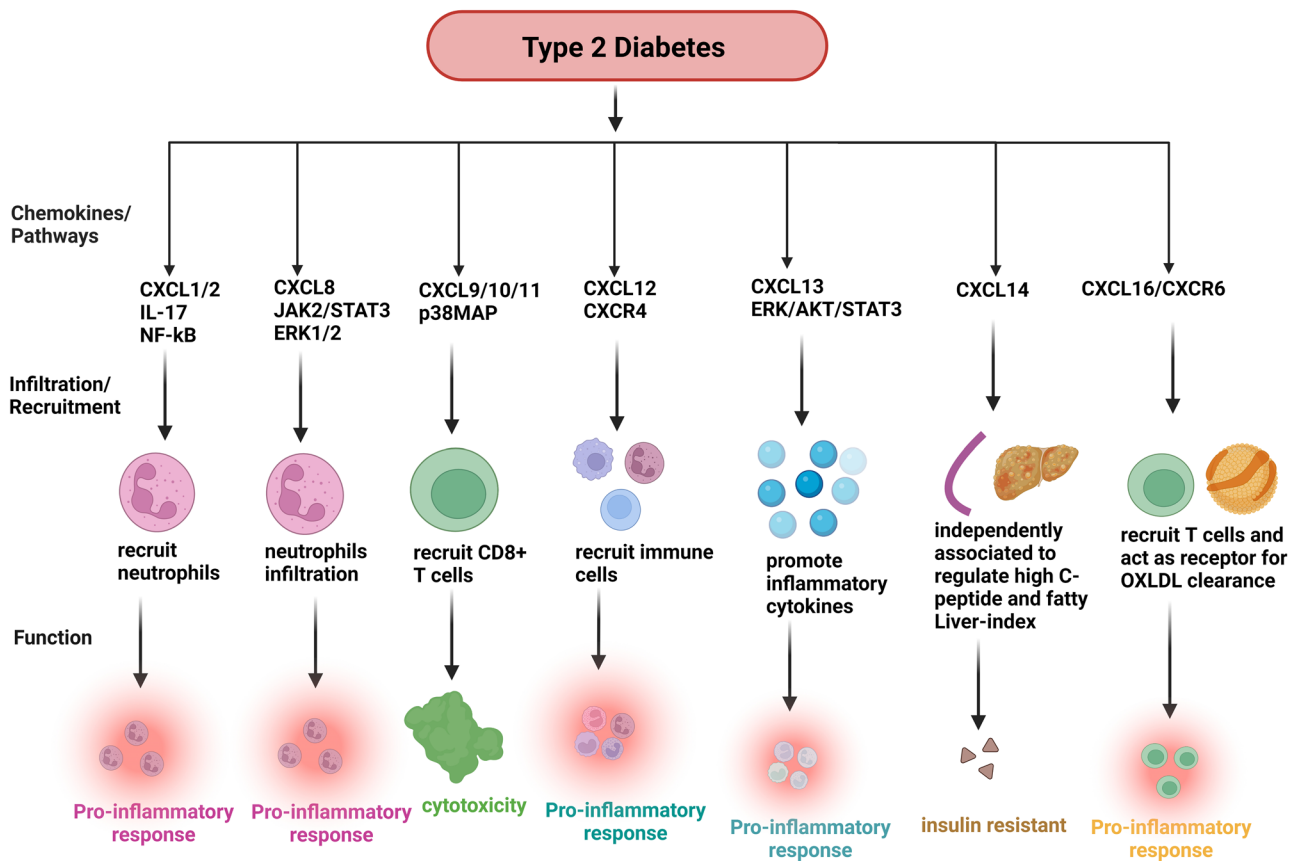 Type 2 Diabetes
Chemokines/
Pathways
CXCL1/2
IL-17
NF-kB
CXCL8
JAK2/STAT3
ERK1/2
CXCL9/10/11
p38MAP
CXCL12
CXCR4
CXCL13
ERK/AKT/STAT3
CXCL14
CXCL16/CXCR6
Infiltration/
Recruitment
recruit
neutrophils
neutrophils
infiltration
recruit CD8+
T cells
recruit immune
cells
promote
inflammatory
cytokines
independently
associated to
regulate high C-
peptide and fatty
Liver-index
recruit T cells and
act as receptor for
OXLDL clearance
Function
Pro-inflammatory
response
Pro-inflammatory
response
cytotoxicity
Pro-inflammatory
response
Pro-inflammatory
response
insulin resistant
Pro-inflammatory
response